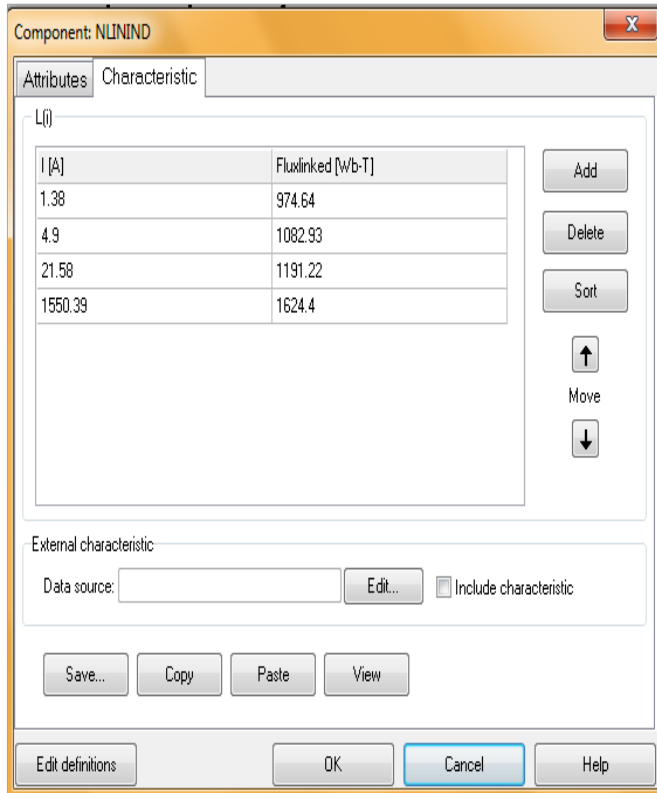 Component: NLININD
X
Attributes Characteristic
L(i)
I [A] Fluxlinked [Wb-T]
1.38 974.64
4.9 1082.93
21.58 1191.22
1550.39 1624.4
Add
Delete
Sort
Move
External characteristic
Data source: Edit... Include characteristic
Save... Copy Paste View
Edit definitions OK Cancel Help